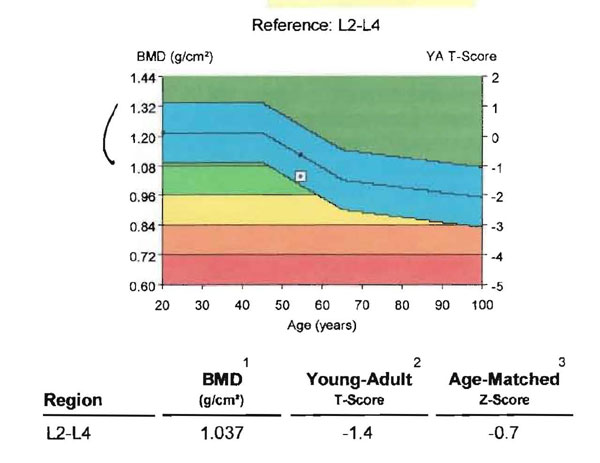 Reference: L2-L4
BMD (g/cm²) YA T-Score
1.44 2
1.32 1
1.20 0
1.08 -1
0.96 -2
0.84 -3
0.72 -4
0.60 -5
20 30 40 50 60 70 80 90 100
Age (years)
BMD 1 Young-Adult 2 Age-Matched 3
Region (g/cm²) T-Score Z-Score
L2-L4 1.037 -1.4 -0.7